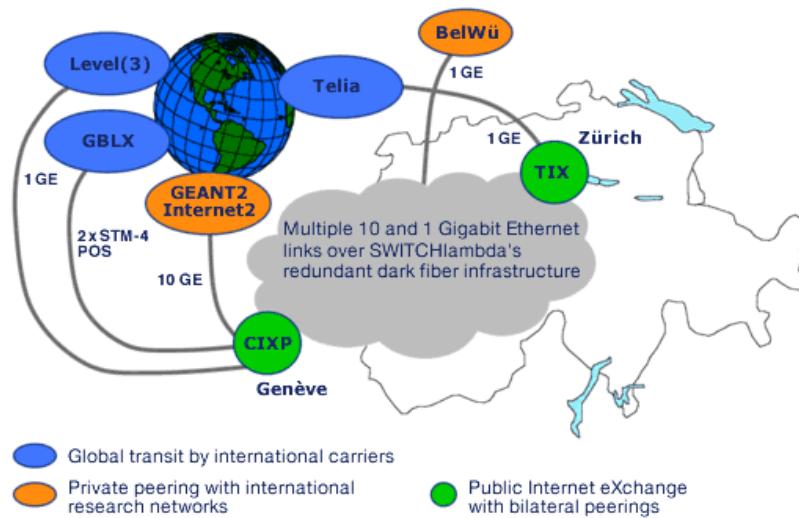 BelWü
Level(3)
Telia
1 GE
GBLX
1 GE
Zürich
TIX
1 GE
GEANT2
Internet2
Multiple 10 and 1 Gigabit Ethernet
links over SWITCHlambda's
redundant dark fiber infrastructure
2 x STM-4
POS
10 GE
CIXP
Genève
Global transit by international carriers
Private peering with international
research networks
Public Internet eXchange
with bilateral peerings